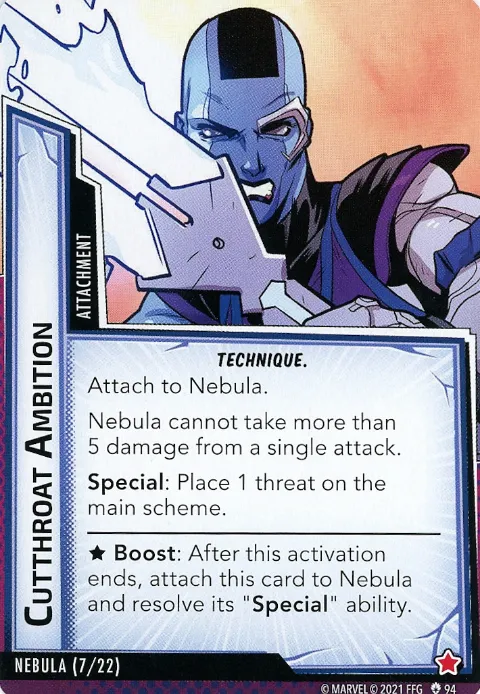 ATTACHMENT
CUTTHROAT AMBITION
TECHNIQUE.
Attach to Nebula.
Nebula cannot take more than
5 damage from a single attack.
Special: Place 1 threat on the
main scheme.
★ Boost: After this activation
ends, attach this card to Nebula
and resolve its "Special" ability.
NEBULA (7/22)
© MARVEL © 2021 FFG 94